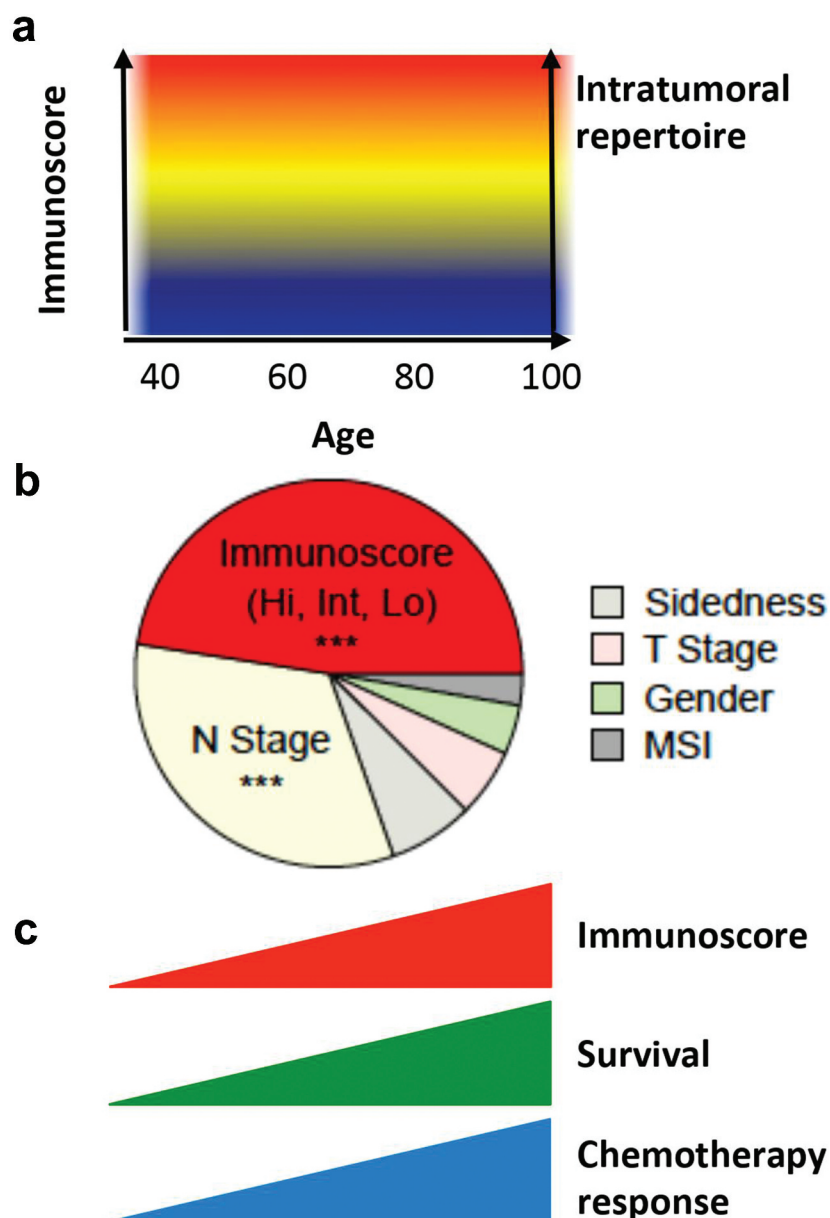 a
Immunoscore
Intratumoral
repertoire
40 60 80 100
Age
b
Immunoscore
(Hi, Int, Lo)
***
N Stage
***
Sidedness
T Stage
Gender
MSI
c
Immunoscore
Survival
Chemotherapy
response